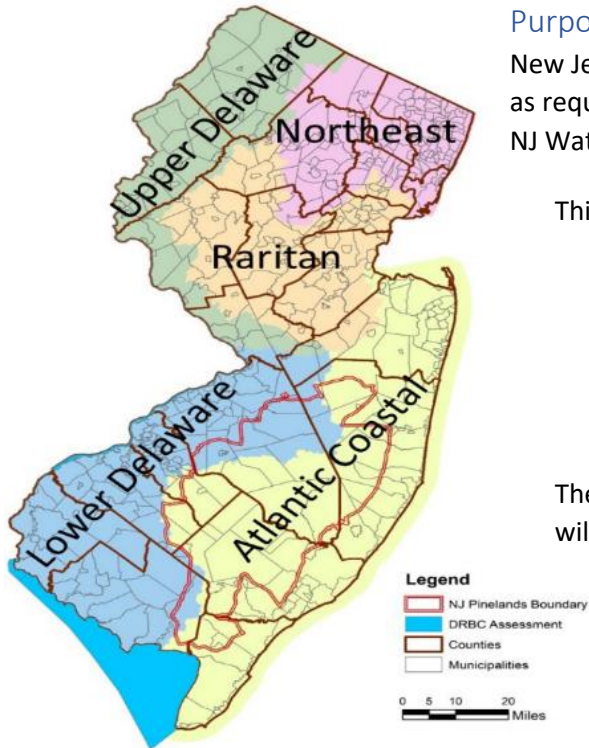 Purpo
New Je
as requ
NJ Wat
Thi
Upper Delaware
Northeast
Raritan
Lower Delaware
Atlantic Coastal
The
wil
Legend
NJ Pinelands Boundary
DRBC Assessment
Counties
Municipalities
0 5 10 20
Miles